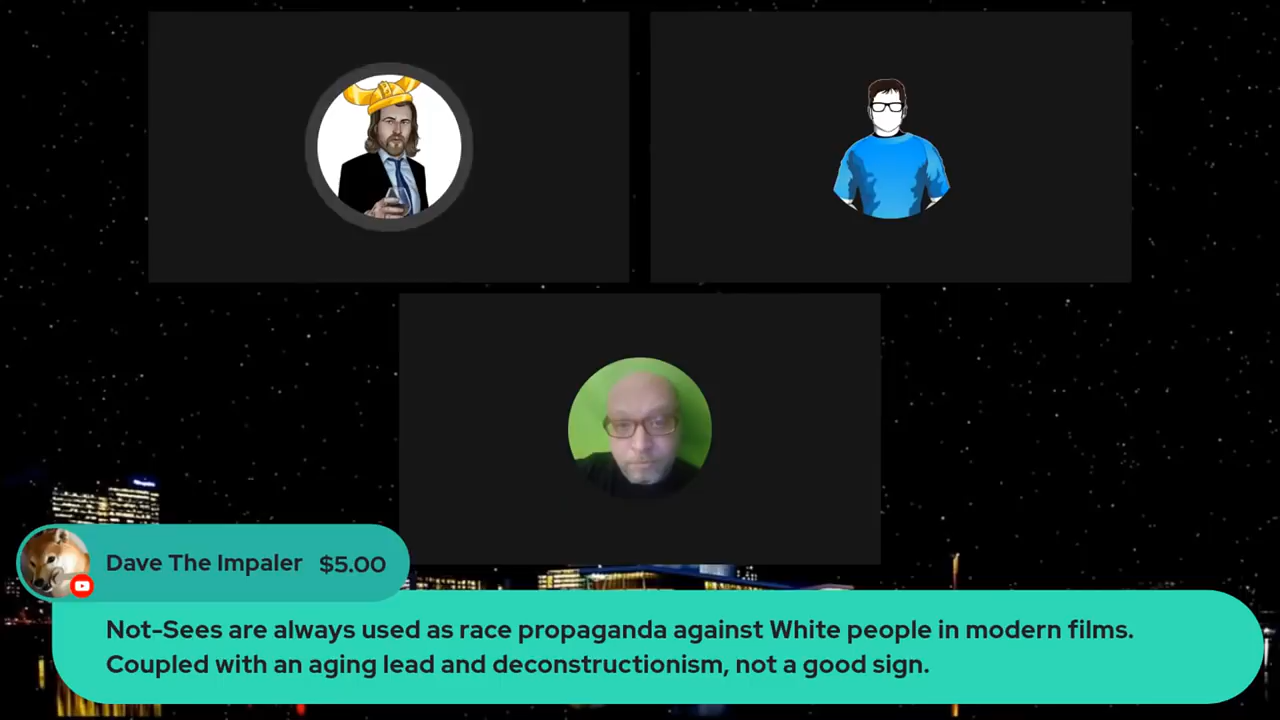 Dave The Impaler $5.00
Not-Sees are always used as race propaganda against White people in modern films.
Coupled with an aging lead and deconstructionism, not a good sign.